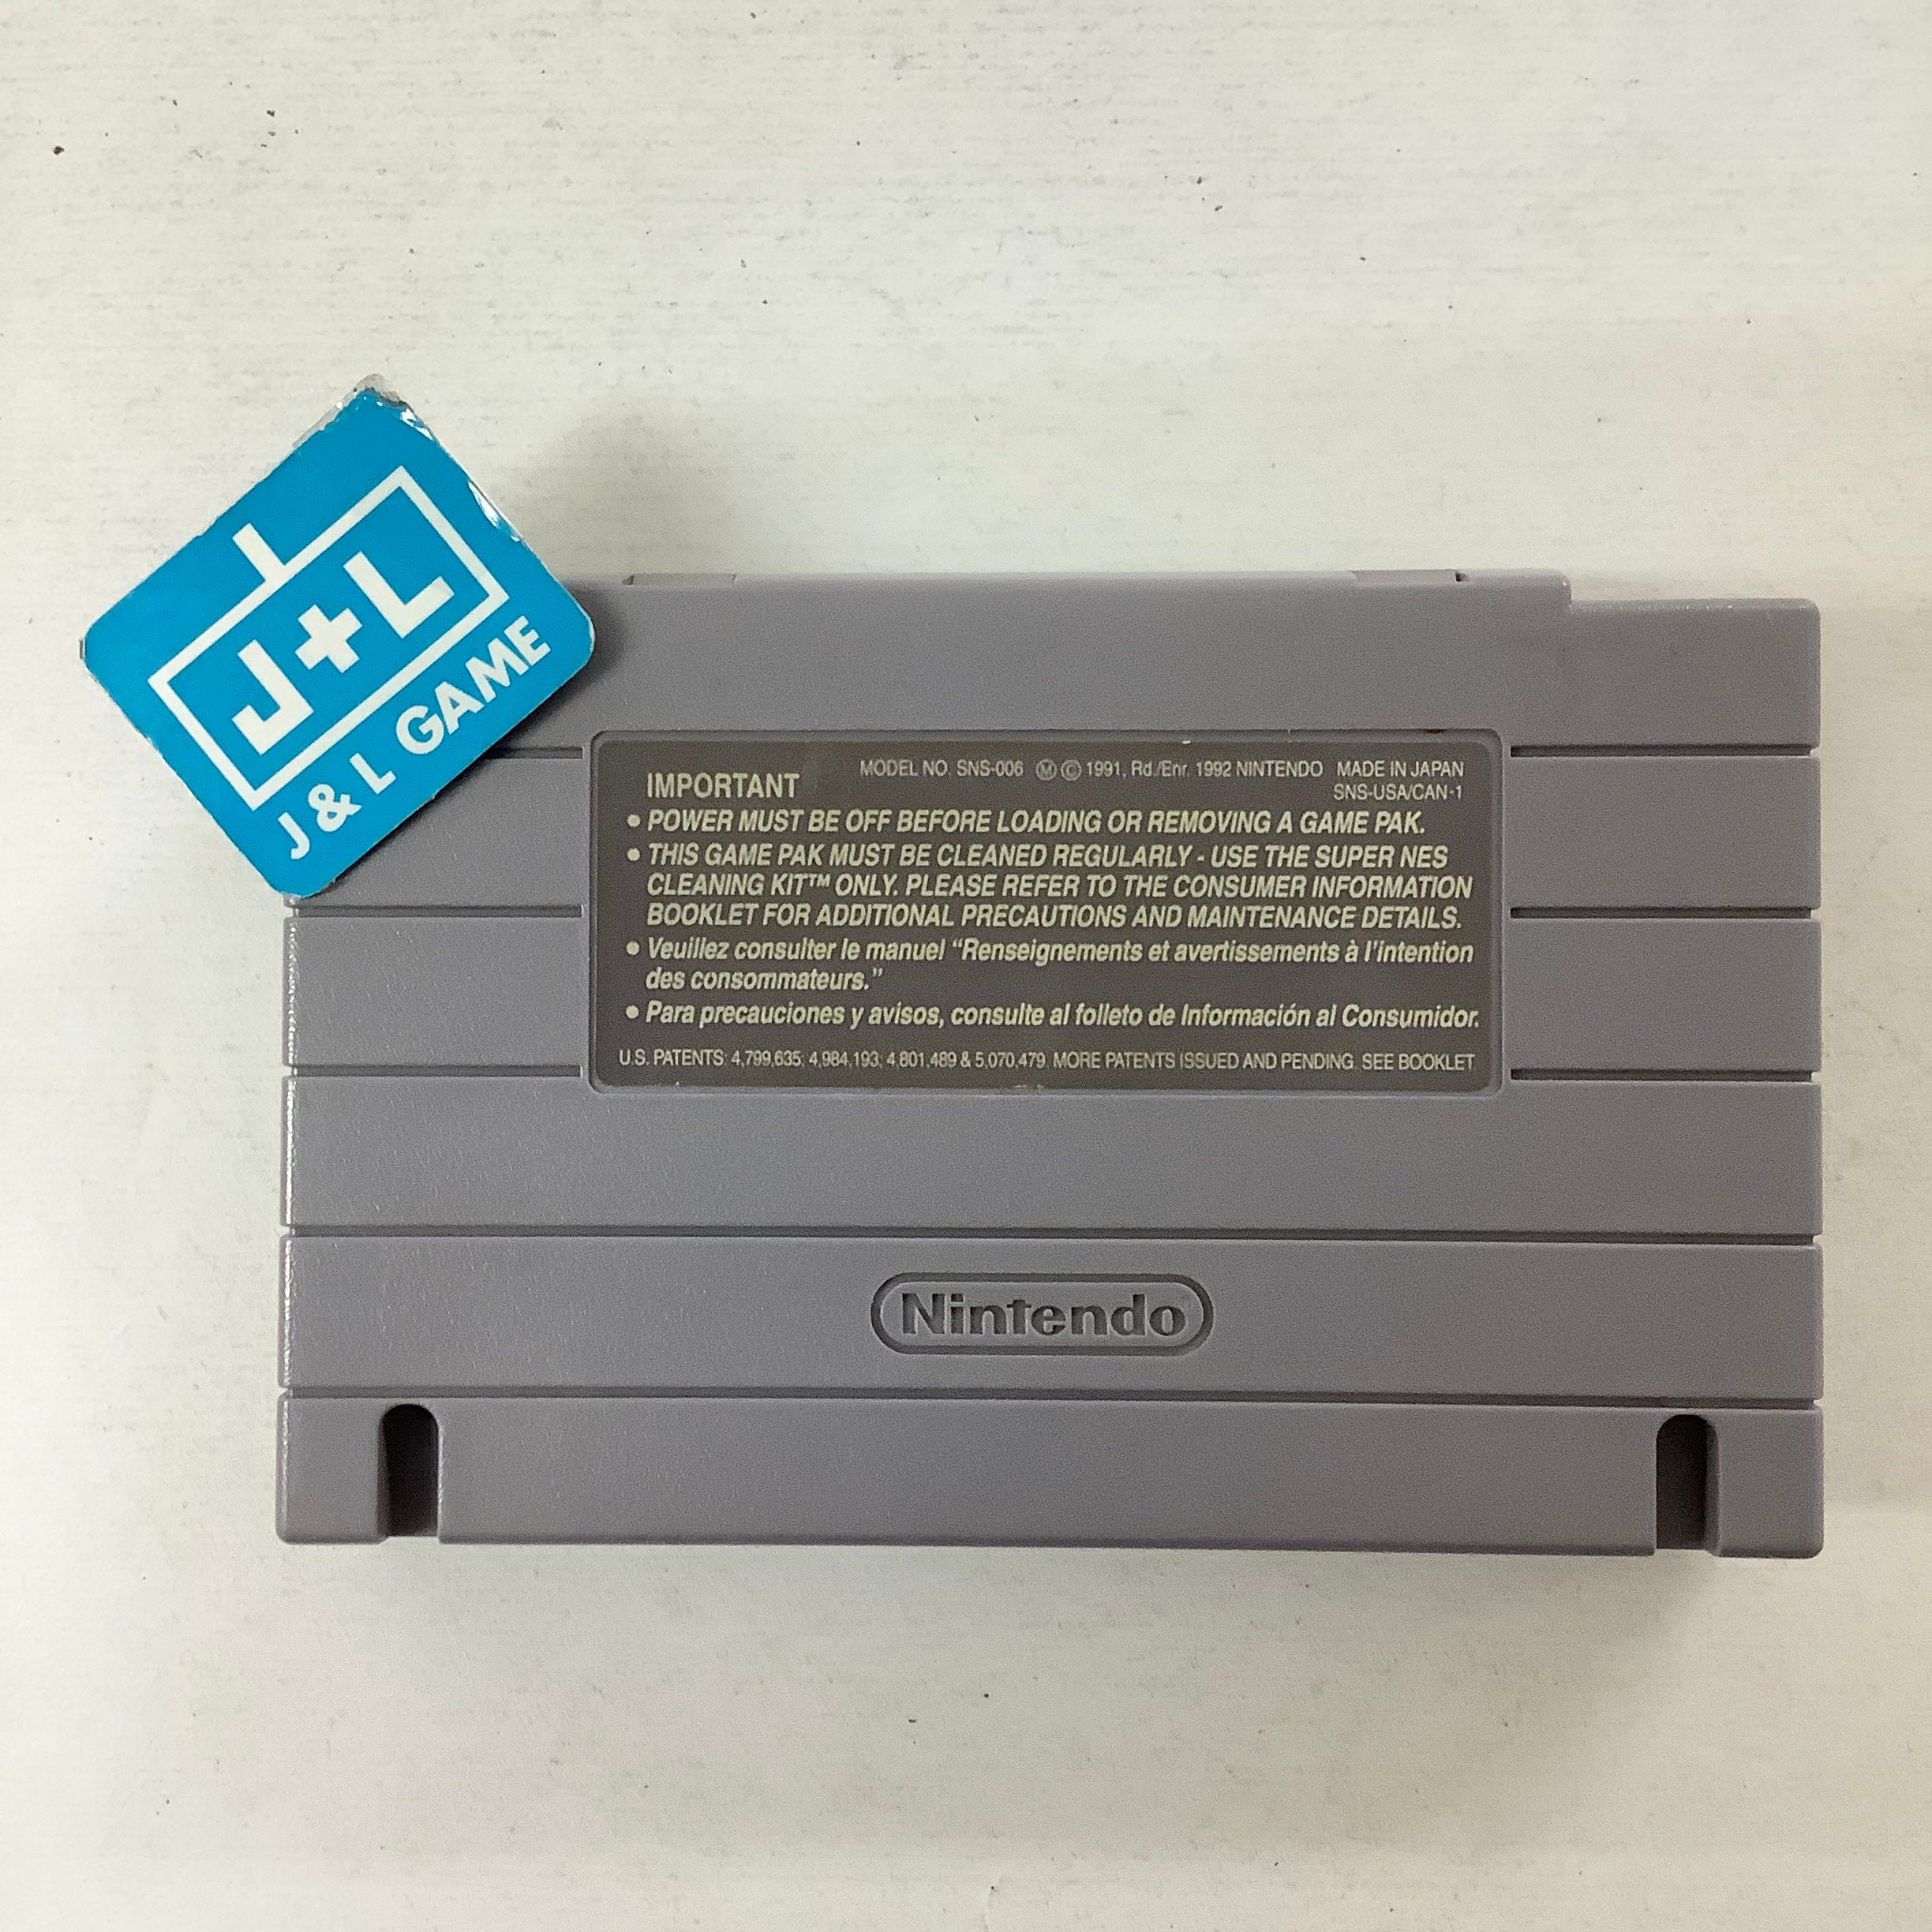 J+L
J & L GAME
MODEL NO. SNS-006 Ⓜ © 1991, Rd./Enr. 1992 NINTENDO MADE IN JAPAN
SNS-USA/CAN-1
IMPORTANT
• POWER MUST BE OFF BEFORE LOADING OR REMOVING A GAME PAK.
• THIS GAME PAK MUST BE CLEANED REGULARLY - USE THE SUPER NES
CLEANING KIT™ ONLY. PLEASE REFER TO THE CONSUMER INFORMATION
BOOKLET FOR ADDITIONAL PRECAUTIONS AND MAINTENANCE DETAILS.
• Veuillez consulter le manuel “Renseignements et avertissements à l’intention
des consommateurs.”
• Para precauciones y avisos, consulte al folleto de Información al Consumidor.
U.S. PATENTS: 4,799,635; 4,984,193; 4,801,489 & 5,070,479. MORE PATENTS ISSUED AND PENDING. SEE BOOKLET
Nintendo